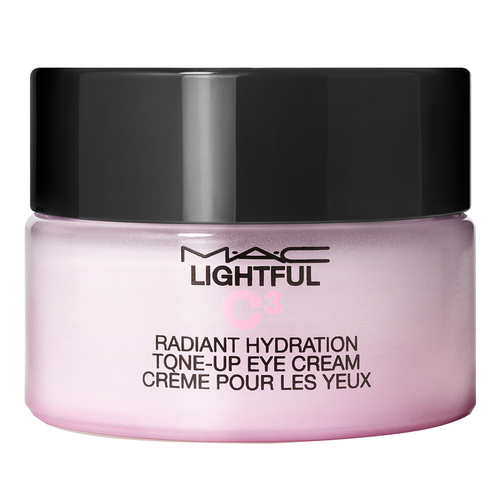 M·A·C
LIGHTFUL
C3
RADIANT HYDRATION
TONE-UP EYE CREAM
CRÈME POUR LES YEUX